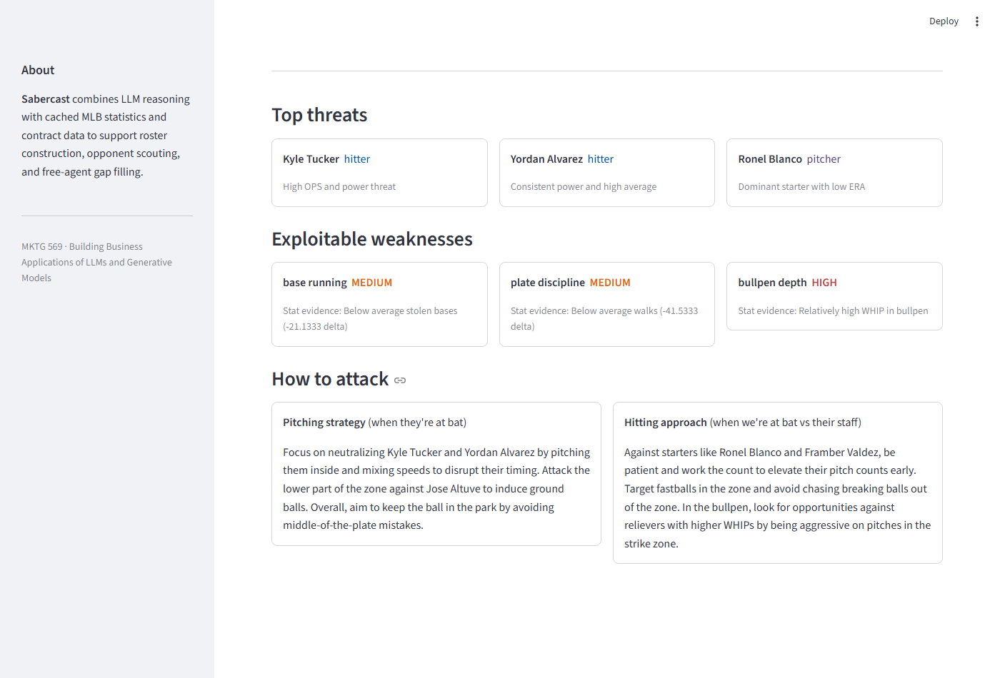 Deploy
About
Sabercast combines LLM reasoning
with cached MLB statistics and
contract data to support roster
construction, opponent scouting,
and free-agent gap filling.
MKTG 569 · Building Business
Applications of LLMs and Generative
Models
Top threats
Kyle Tucker hitter
High OPS and power threat
Yordan Alvarez hitter
Consistent power and high average
Ronel Blanco pitcher
Dominant starter with low ERA
Exploitable weaknesses
base running MEDIUM
Stat evidence: Below average stolen bases
(-21.1333 delta)
plate discipline MEDIUM
Stat evidence: Below average walks (-41.5333
delta)
bullpen depth HIGH
Stat evidence: Relatively high WHIP in bullpen
How to attack
Pitching strategy (when they're at bat)
Focus on neutralizing Kyle Tucker and Yordan Alvarez by pitching
them inside and mixing speeds to disrupt their timing. Attack the
lower part of the zone against Jose Altuve to induce ground
balls. Overall, aim to keep the ball in the park by avoiding
middle-of-the-plate mistakes.
Hitting approach (when we're at bat vs their staff)
Against starters like Ronel Blanco and Framber Valdez, be
patient and work the count to elevate their pitch counts early.
Target fastballs in the zone and avoid chasing breaking balls out
of the zone. In the bullpen, look for opportunities against
relievers with higher WHIPs by being aggressive on pitches in the
strike zone.